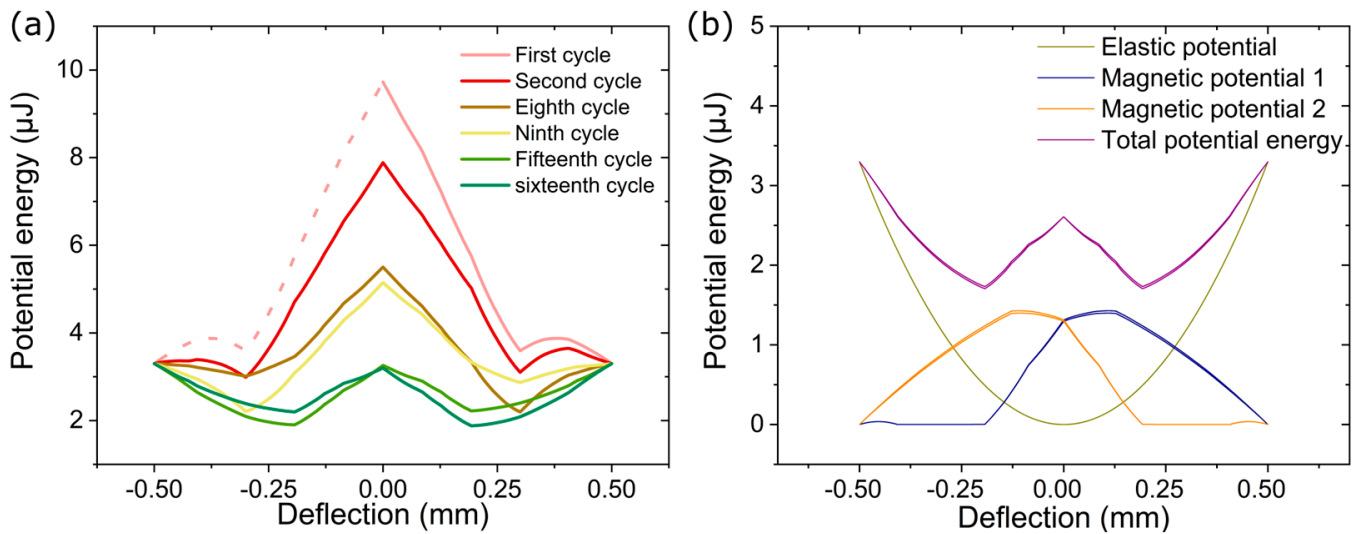 (a)
First cycle
Second cycle
Eighth cycle
Ninth cycle
Fifteenth cycle
sixteenth cycle
Potential energy (μJ)
10
8
6
4
2
-0.50
-0.25
0.00
0.25
0.50
Deflection (mm)
(b)
Elastic potential
Magnetic potential 1
Magnetic potential 2
Total potential energy
Potential energy (μJ)
5
4
3
2
1
0
-0.50
-0.25
0.00
0.25
0.50
Deflection (mm)